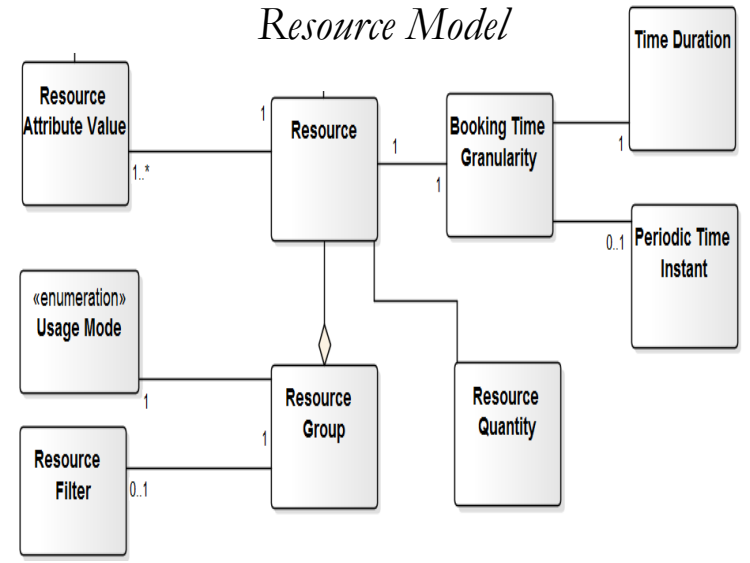 Resource Model
Time Duration
Resource
Attribute Value
1
Resource
1
Booking Time
Granularity
1
1
1..*
0..1
Periodic Time
Instant
«enumeration»
Usage Mode
1
Resource
Group
1
Resource
Quantity
Resource
Filter
0..1